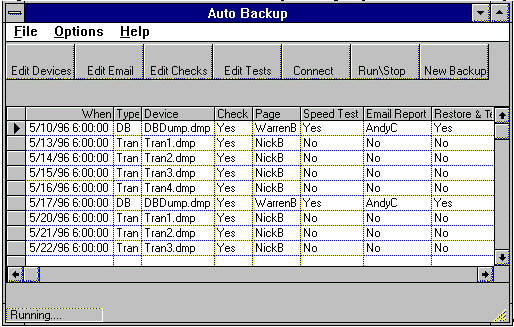 Auto Backup
File Options Help
Edit Devices Edit Email Edit Checks Edit Tests Connect Run\Stop New Backup
When Type Device Check Page Speed Test Email Report Restore & Te
5/10/96 6:00:00 DB DBDump.dmp Yes WarrenB Yes AndyC Yes
5/13/96 6:00:00 Tran Tran1.dmp Yes NickB No No No
5/14/96 6:00:00 Tran Tran2.dmp Yes NickB No No No
5/15/96 6:00:00 Tran Tran3.dmp Yes NickB No No No
5/16/96 6:00:00 Tran Tran4.dmp Yes NickB No No No
5/17/96 6:00:00 DB DBDump.dmp Yes WarrenB Yes AndyC Yes
5/20/96 6:00:00 Tran Tran1.dmp Yes NickB No No No
5/21/96 6:00:00 Tran Tran2.dmp Yes NickB No No No
5/22/96 6:00:00 Tran Tran3.dmp Yes NickB No No No
Running....